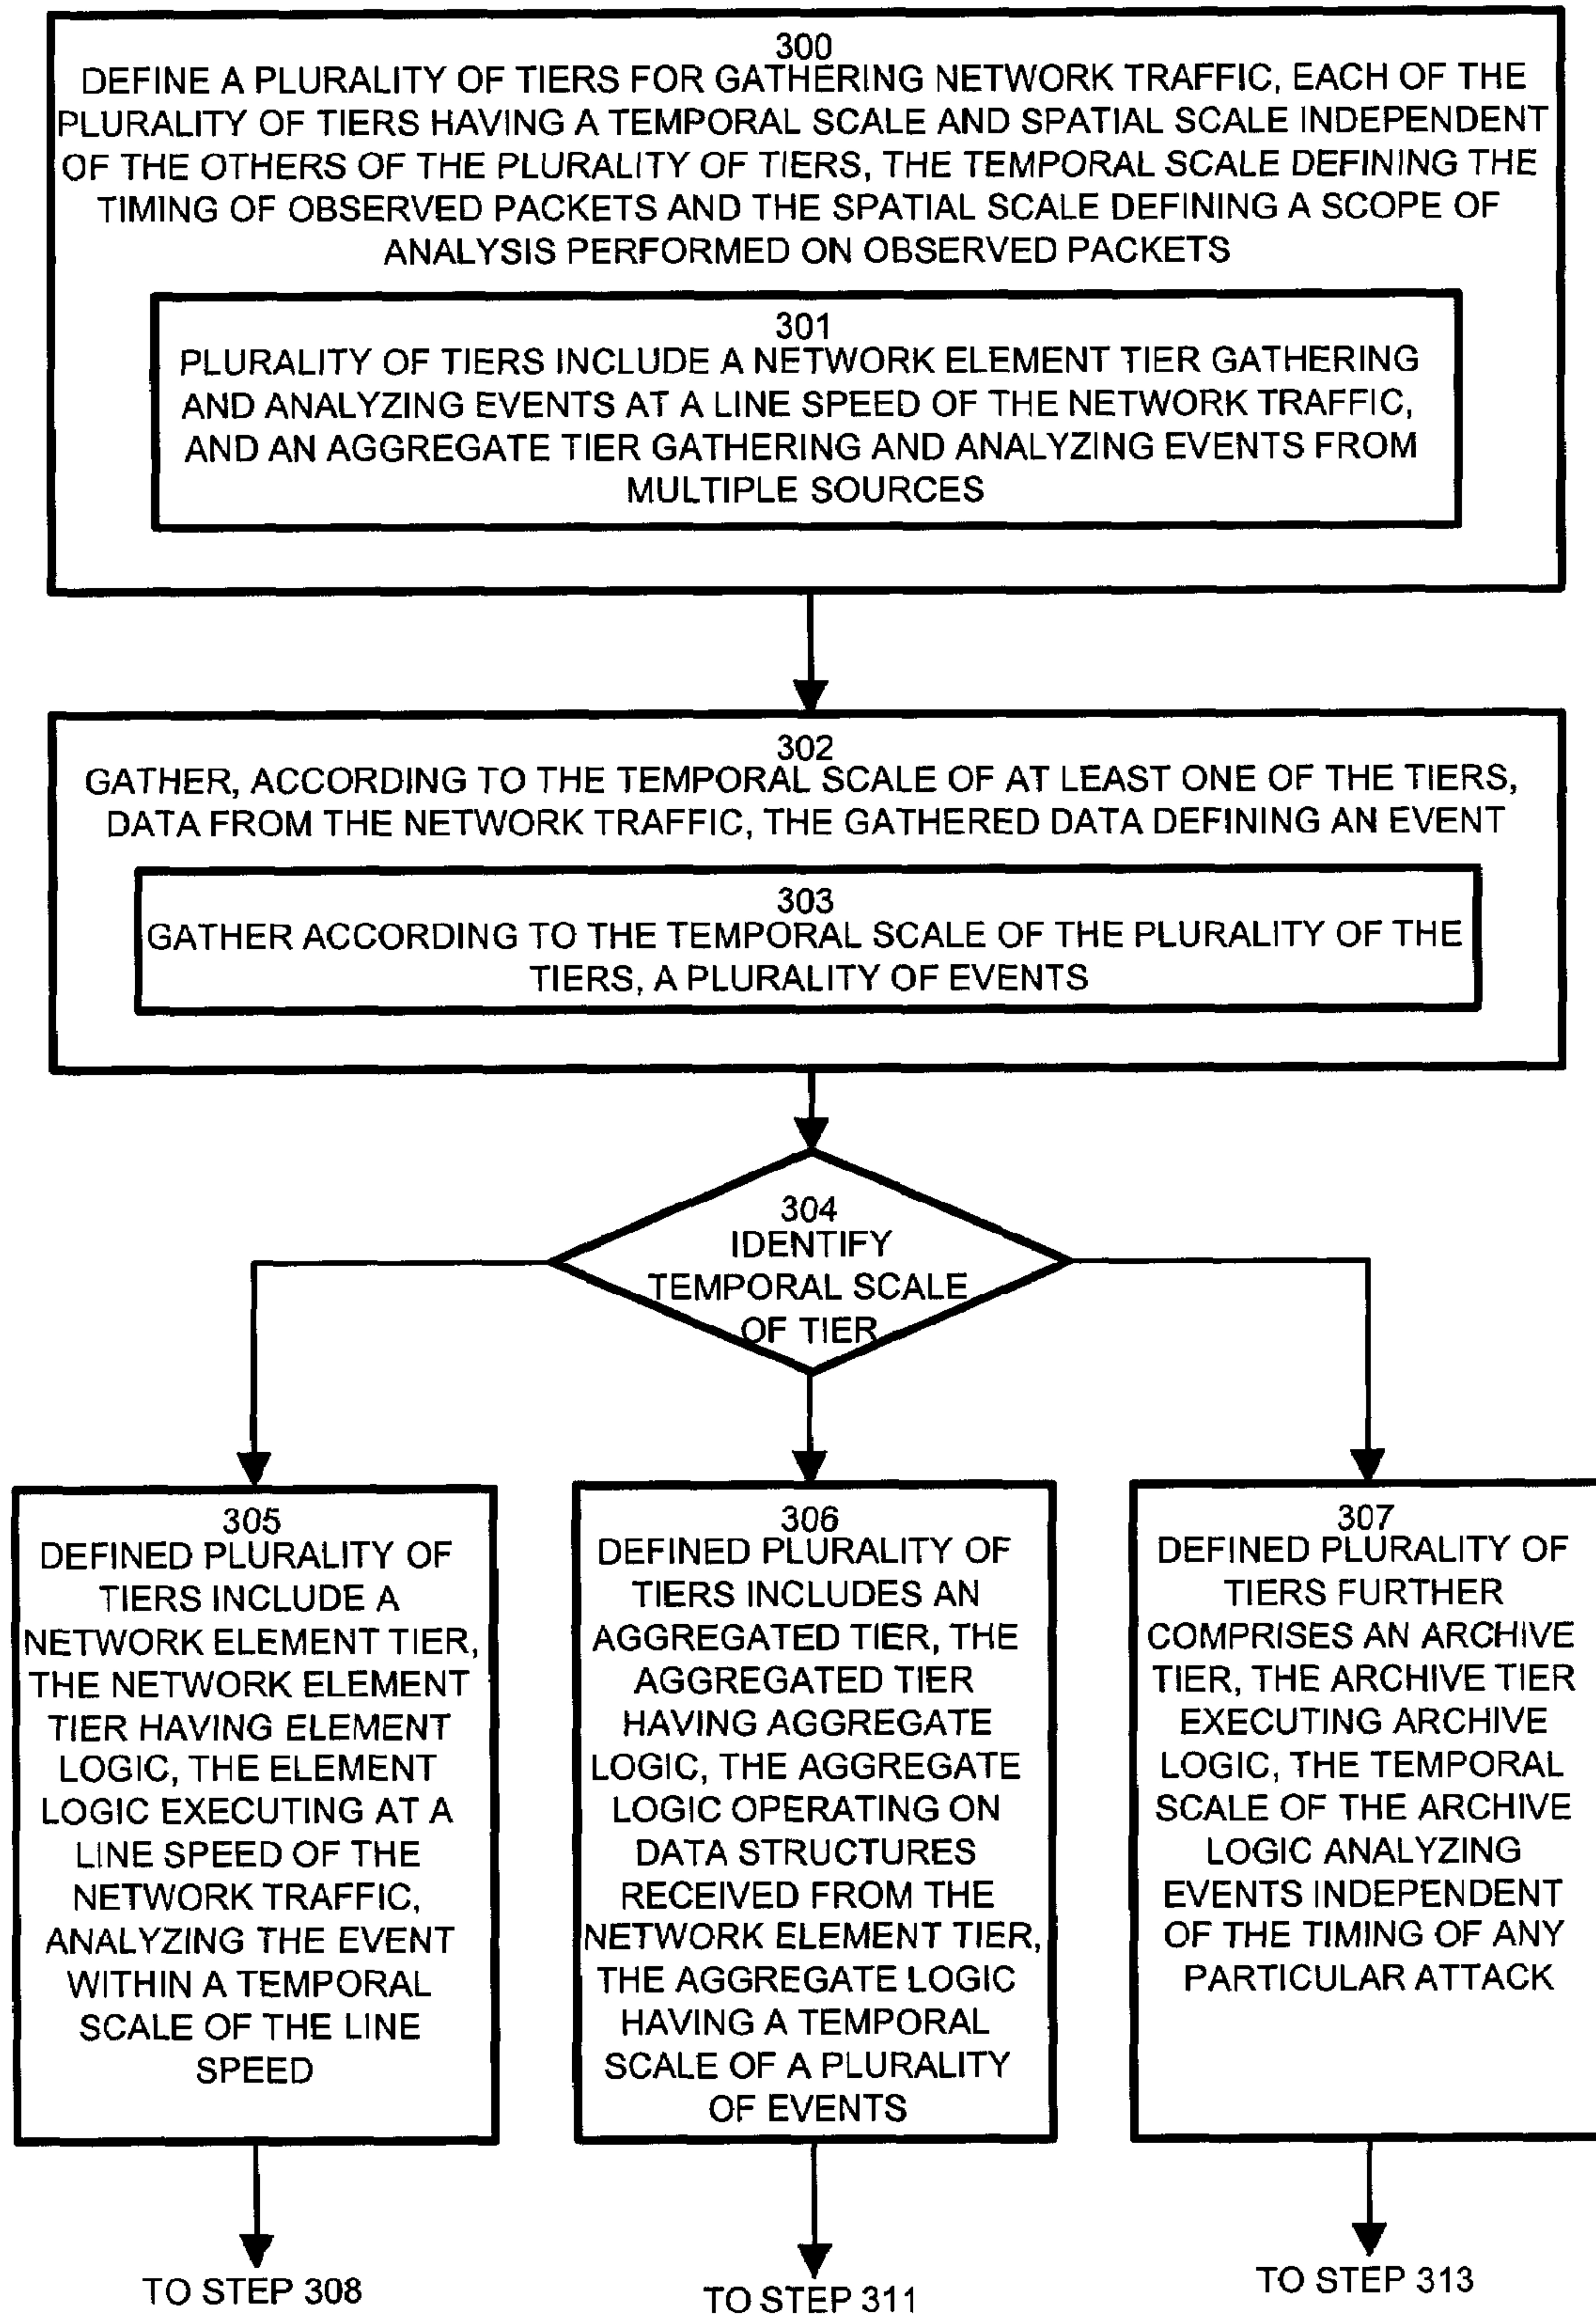 300
DEFINE A PLURALITY OF TIERS FOR GATHERING NETWORK TRAFFIC, EACH OF THE
PLURALITY OF TIERS HAVING A TEMPORAL SCALE AND SPATIAL SCALE INDEPENDENT
OF THE OTHERS OF THE PLURALITY OF TIERS, THE TEMPORAL SCALE DEFINING THE
TIMING OF OBSERVED PACKETS AND THE SPATIAL SCALE DEFINING A SCOPE OF
ANALYSIS PERFORMED ON OBSERVED PACKETS
301
PLURALITY OF TIERS INCLUDE A NETWORK ELEMENT TIER GATHERING
AND ANALYZING EVENTS AT A LINE SPEED OF THE NETWORK TRAFFIC,
AND AN AGGREGATE TIER GATHERING AND ANALYZING EVENTS FROM
MULTIPLE SOURCES
302
GATHER, ACCORDING TO THE TEMPORAL SCALE OF AT LEAST ONE OF THE TIERS,
DATA FROM THE NETWORK TRAFFIC, THE GATHERED DATA DEFINING AN EVENT
303
GATHER ACCORDING TO THE TEMPORAL SCALE OF THE PLURALITY OF THE
TIERS, A PLURALITY OF EVENTS
304
IDENTIFY
TEMPORAL SCALE
OF TIER
305
DEFINED PLURALITY OF
TIERS INCLUDE A
NETWORK ELEMENT TIER,
THE NETWORK ELEMENT
TIER HAVING ELEMENT
LOGIC, THE ELEMENT
LOGIC EXECUTING AT A
LINE SPEED OF THE
NETWORK TRAFFIC,
ANALYZING THE EVENT
WITHIN A TEMPORAL
SCALE OF THE LINE
SPEED
306
DEFINED PLURALITY OF
TIERS INCLUDES AN
AGGREGATED TIER, THE
AGGREGATED TIER
HAVING AGGREGATE
LOGIC, THE AGGREGATE
LOGIC OPERATING ON
DATA STRUCTURES
RECEIVED FROM THE
NETWORK ELEMENT TIER,
THE AGGREGATE LOGIC
HAVING A TEMPORAL
SCALE OF A PLURALITY
OF EVENTS
307
DEFINED PLURALITY OF
TIERS FURTHER
COMPRISES AN ARCHIVE
TIER, THE ARCHIVE TIER
EXECUTING ARCHIVE
LOGIC, THE TEMPORAL
SCALE OF THE ARCHIVE
LOGIC ANALYZING
EVENTS INDEPENDENT
OF THE TIMING OF ANY
PARTICULAR ATTACK
TO STEP 308
TO STEP 311
TO STEP 313